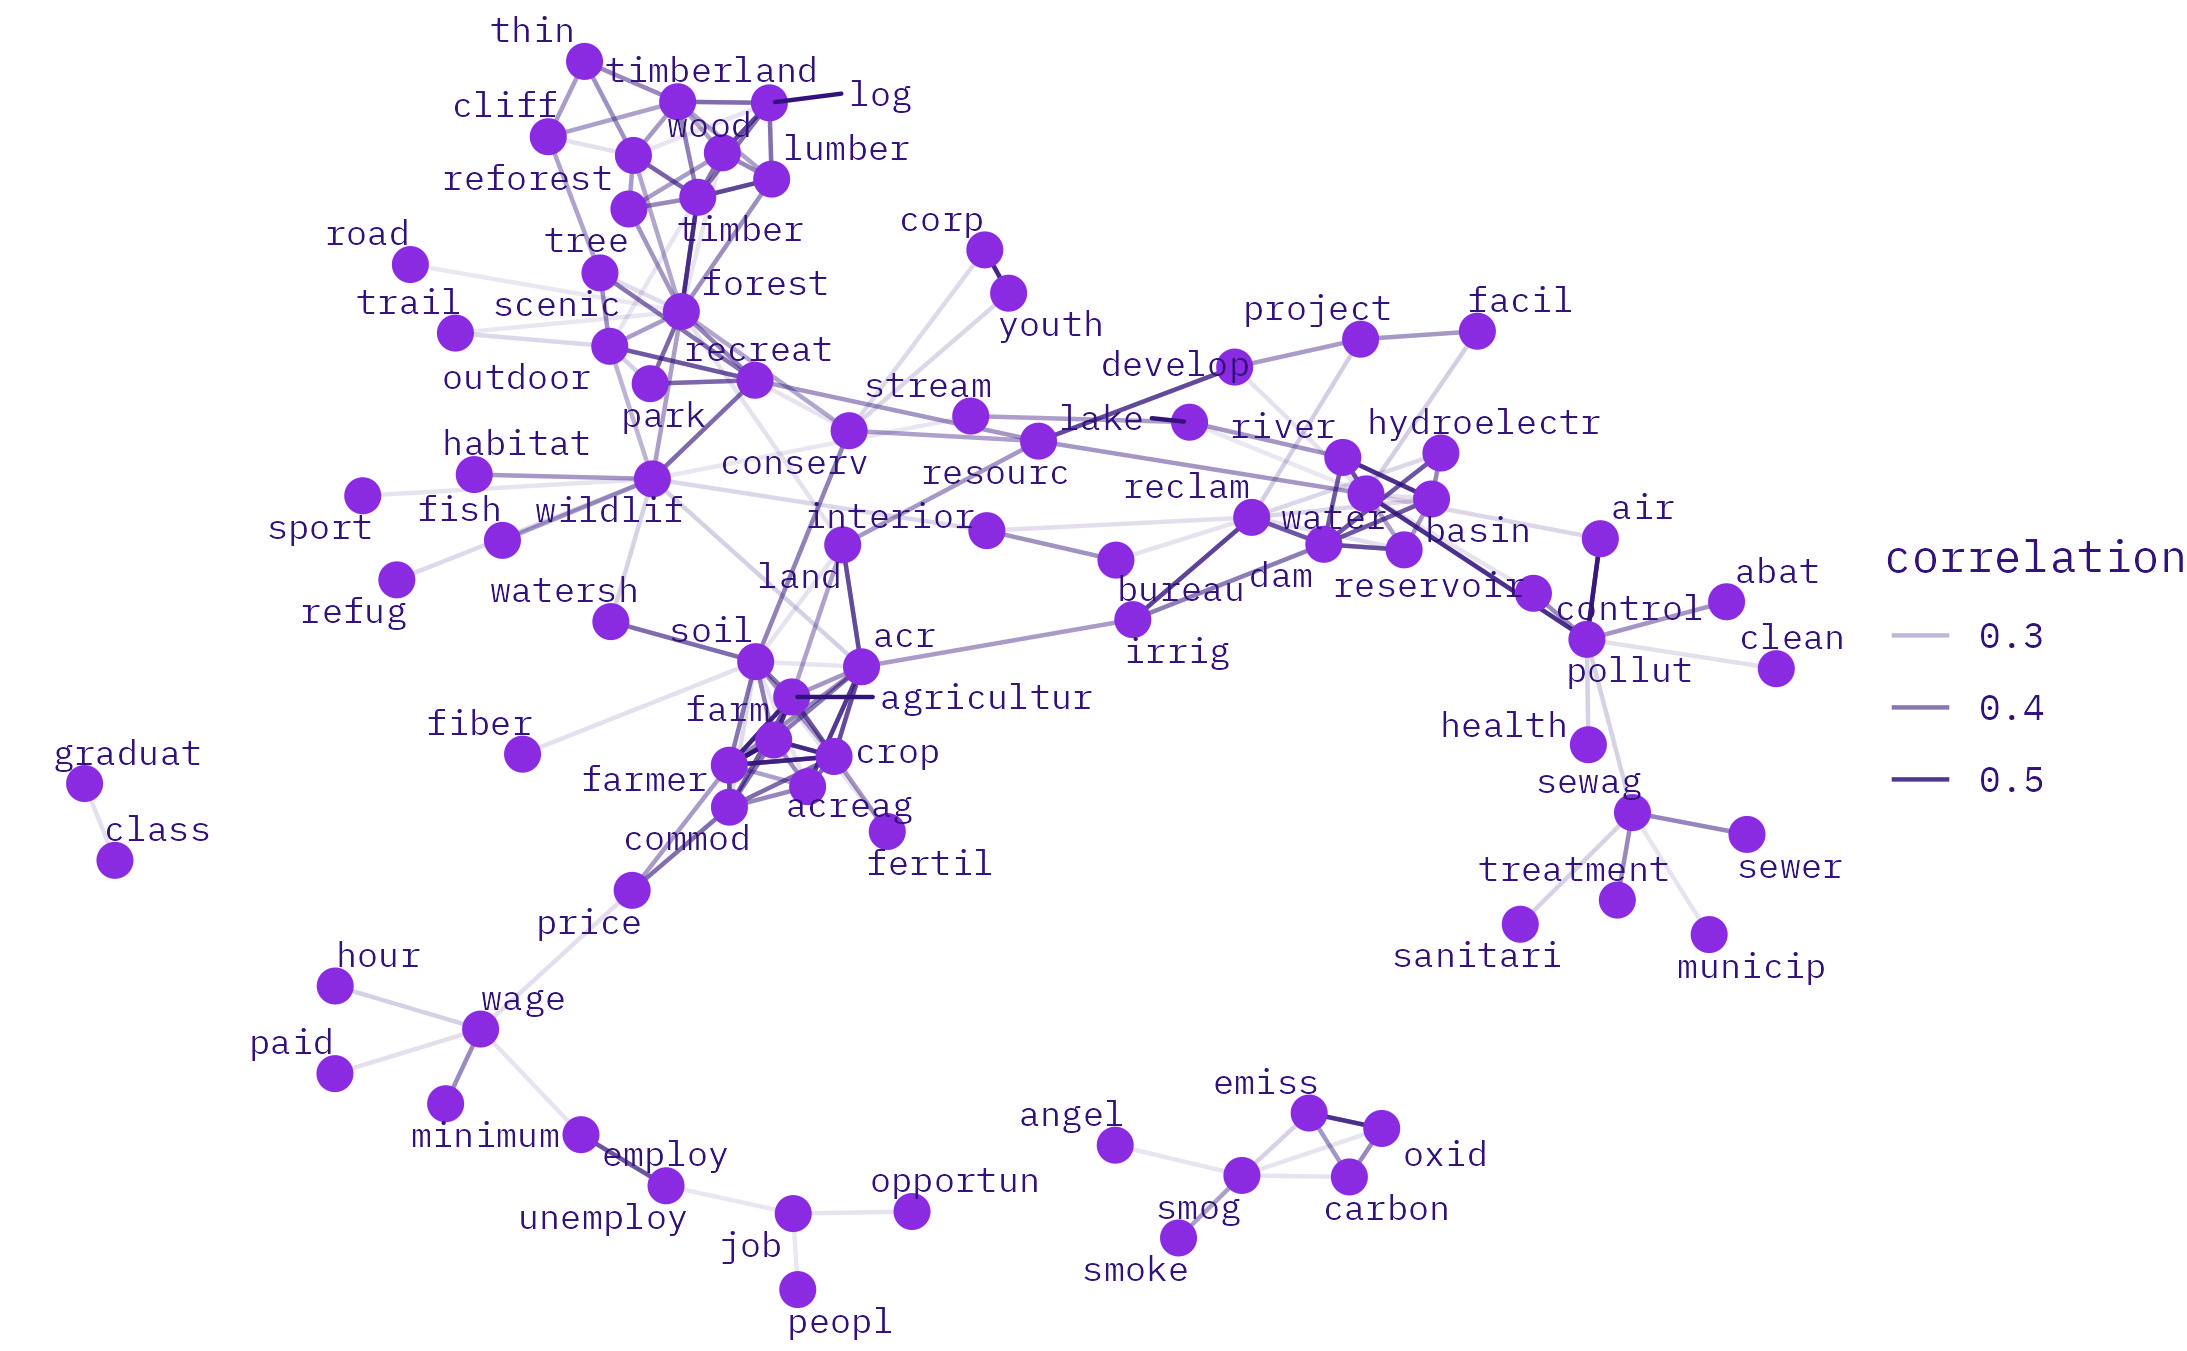 thin
timberland
log
cliff
wood
lumber
reforest
tree
timber
road
corp
trail
scenic
forest
youth
project
facil
outdoor
recreat
develop
park
stream
lake
river
hydroelectr
habitat
conserv
resourc
reclam
sport
fish
wildlif
interior
water
basin
air
refug
watersh
land
bureau
dam
reservoir
control
abat
correlation
soil
acr
irrig
pollut
clean
0.3
fiber
farm
agricultur
health
0.4
graduat
farmer
crop
sewag
0.5
class
commod
acreag
fertil
treatment
sewer
price
sanitari
municip
hour
wage
paid
minimum
employ
unemploy
job
opportun
peopl
angel
emiss
oxid
smog
carbon
smoke